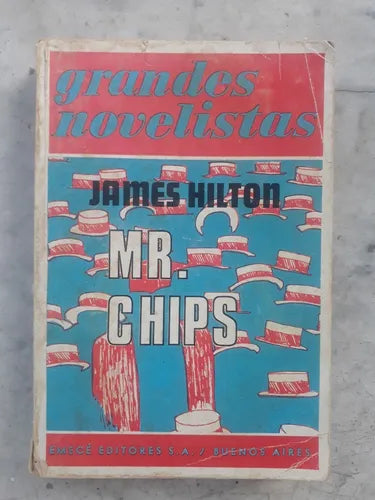 grandes
novelistas
JAMES HILTON
MR.
CHIPS
EMECÉ EDITORES S.A. / BUENOS AIRES